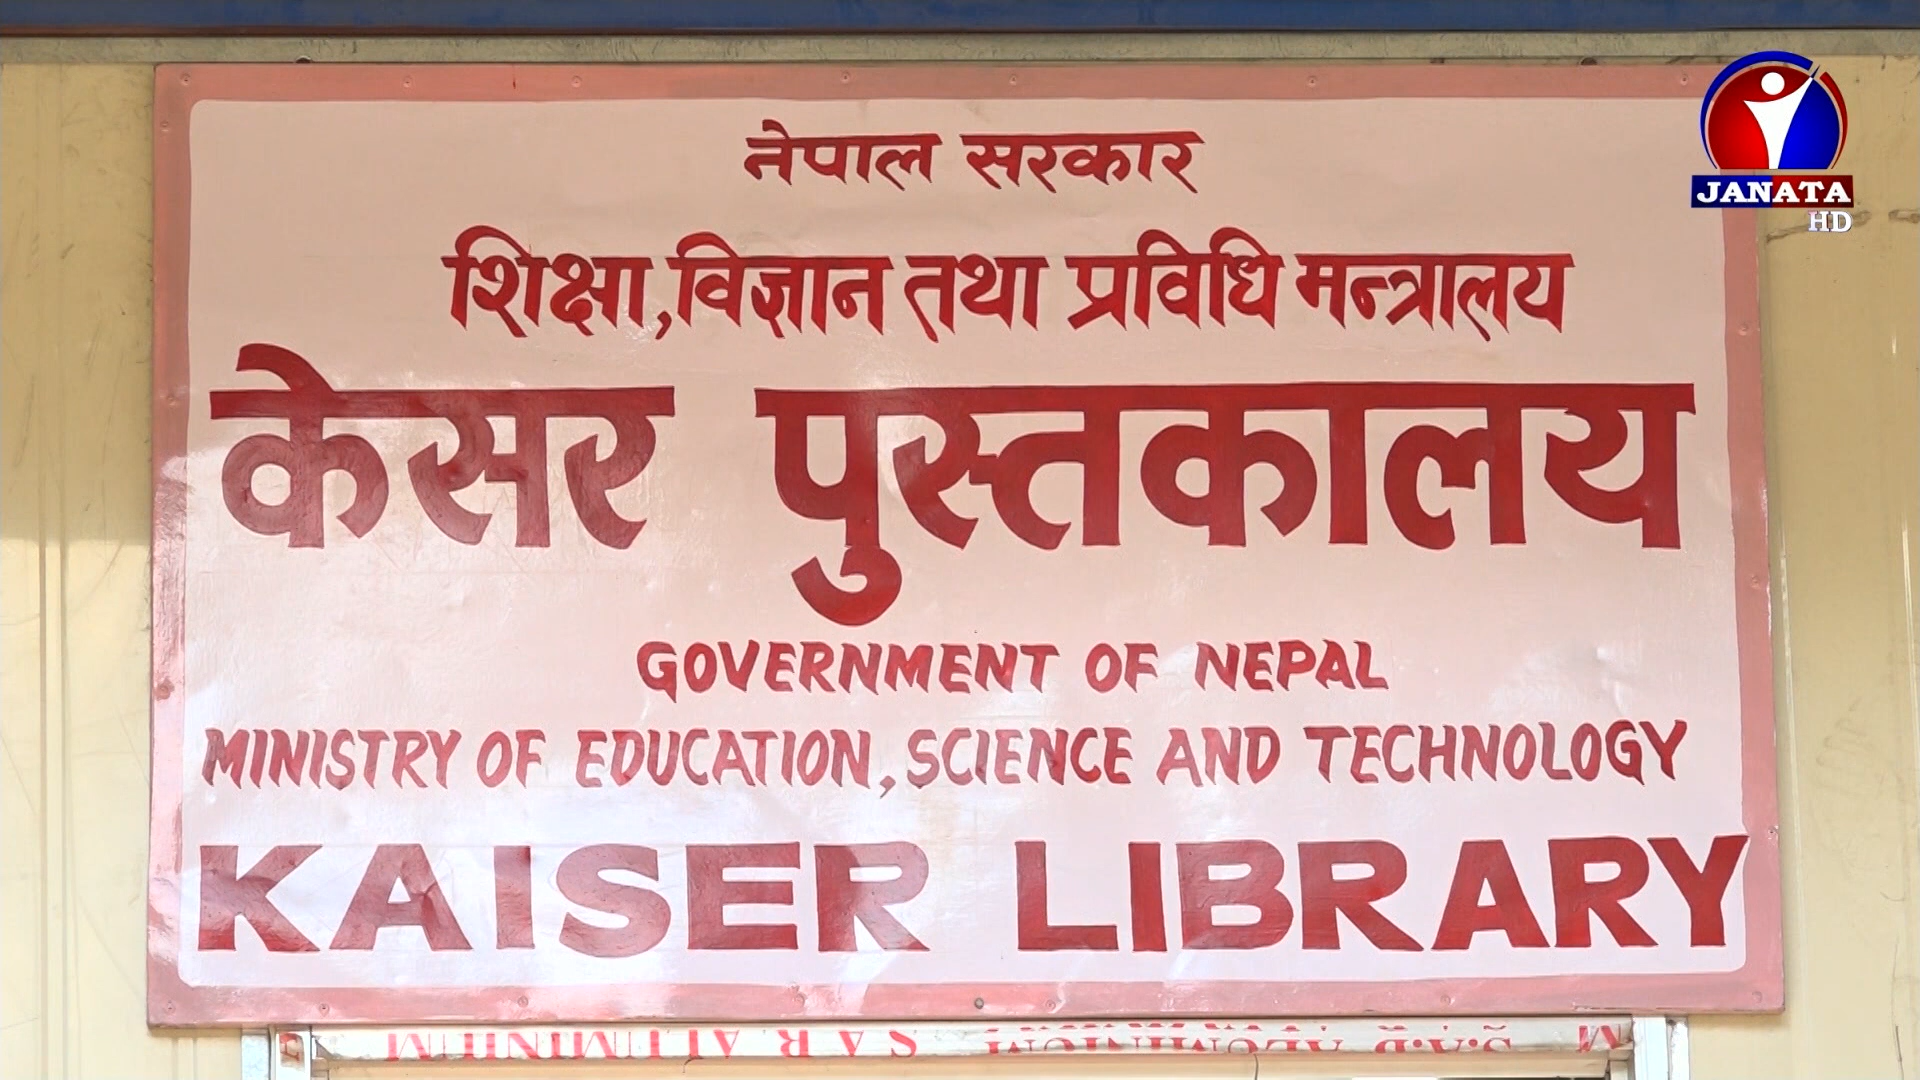 नेपाल सरकार
शिक्षा, विज्ञान तथा प्रविधि मन्त्रालय
केसर पुस्तकालय
GOVERNMENT OF NEPAL
MINISTRY OF EDUCATION, SCIENCE AND TECHNOLOGY
KAISER LIBRARY
JANATA
HD